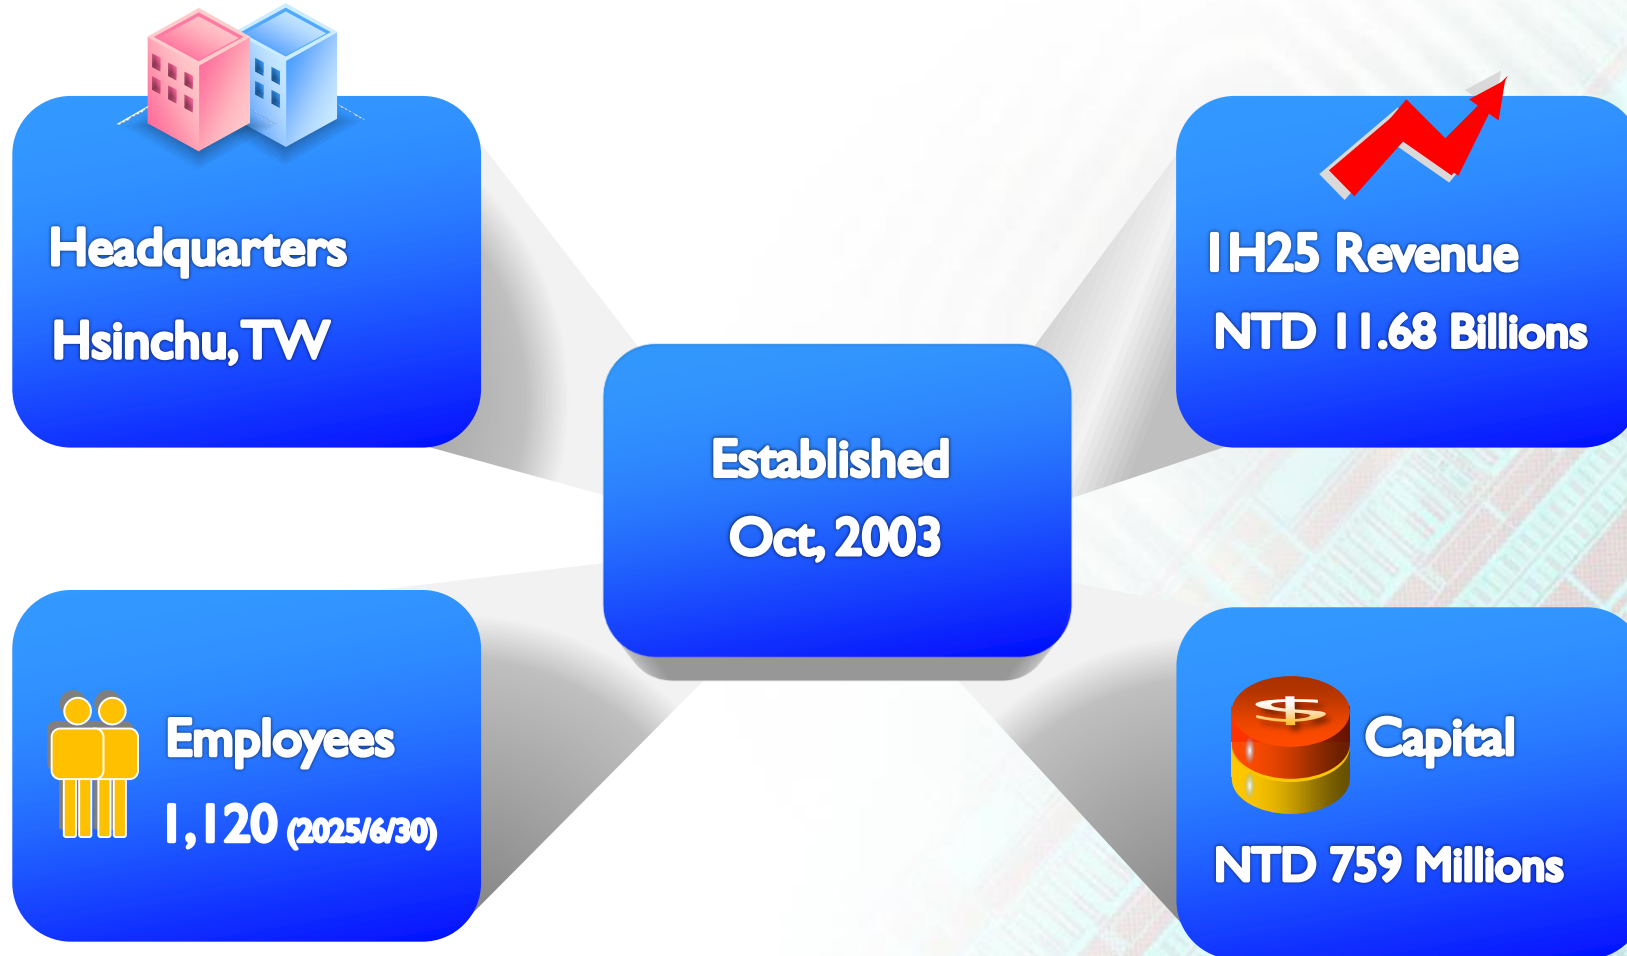 Headquarters
Hsinchu, TW
1H25 Revenue
NTD 11.68 Billions
Established
Oct, 2003
Employees
1,120 (2025/6/30)
Capital
NTD 759 Millions